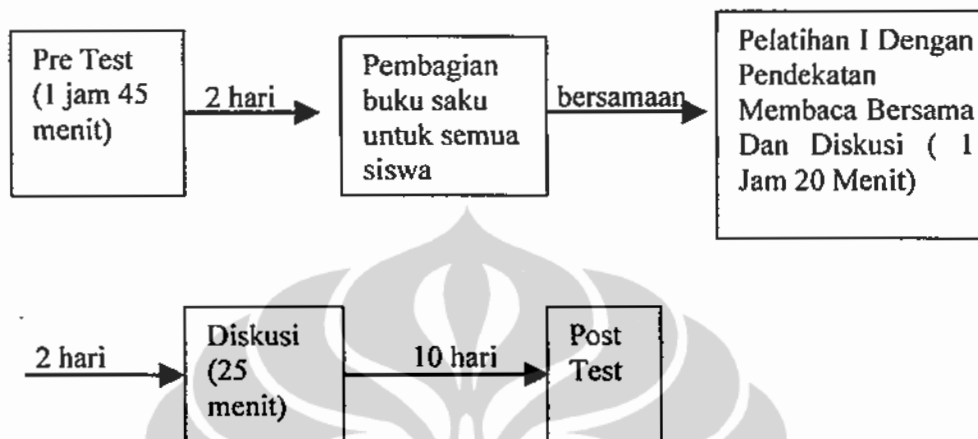 Pre Test
(1 jam 45
menit)
2 hari
Pembagian
buku saku
untuk semua
siswa
bersamaan
Pelatihan I Dengan
Pendekatan
Membaca Bersama
Dan Diskusi ( 1
Jam 20 Menit)
2 hari
Diskusi
(25
menit)
10 hari
Post
Test